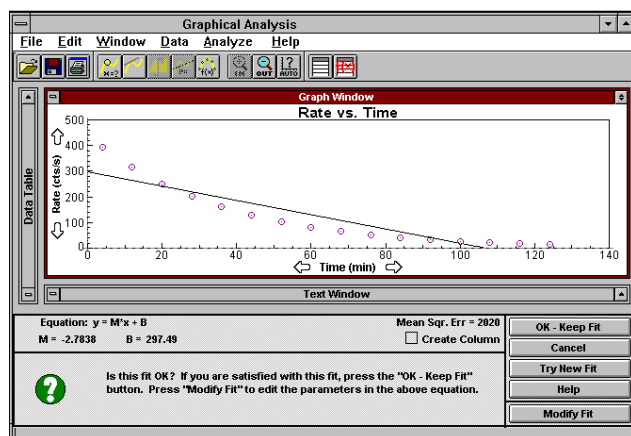 Graphical Analysis
File Edit Window Data Analyze Help
X=? f(x) OUT ? AUTO
Data Table
Graph Window
Rate vs. Time
Rate (cts/s)
500
400
300
200
100
0
0 20 40 60 80 100 120 140
Time (min)
Text Window
Equation: y = M*x + B
Mean Sqr. Err = 2020
M = -2.7838 B = 297.49
Create Column
Is this fit OK? If you are satisfied with this fit, press the "OK - Keep Fit"
button. Press "Modify Fit" to edit the parameters in the above equation.
OK - Keep Fit
Cancel
Try New Fit
Help
Modify Fit